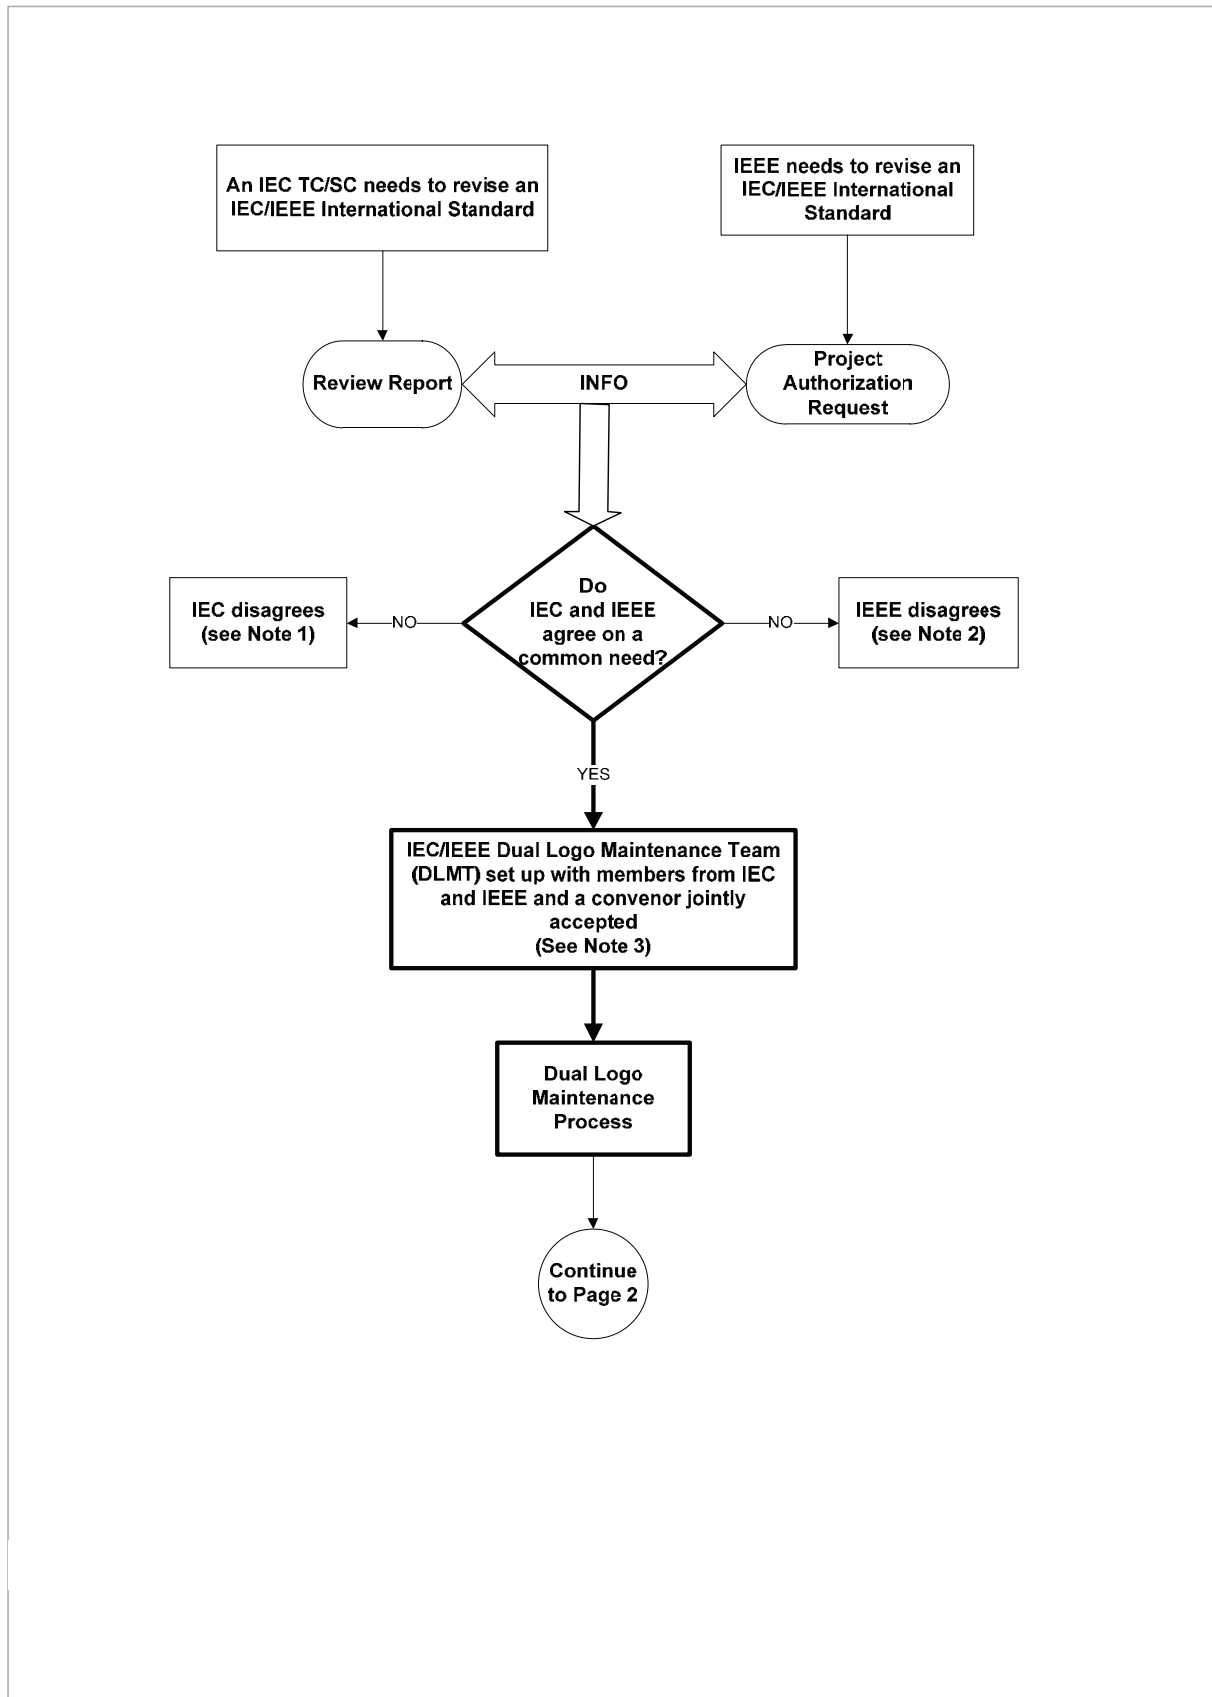 An IEC TC/SC needs to revise an
IEC/IEEE International Standard
IEEE needs to revise an
IEC/IEEE International
Standard
Review Report
INFO
Project
Authorization
Request
Do
IEC and IEEE
agree on a
common need?
IEC disagrees
(see Note 1)
NO
NO
IEEE disagrees
(see Note 2)
YES
IEC/IEEE Dual Logo Maintenance Team
(DLMT) set up with members from IEC
and IEEE and a convenor jointly
accepted
(See Note 3)
Dual Logo
Maintenance
Process
Continue
to Page 2